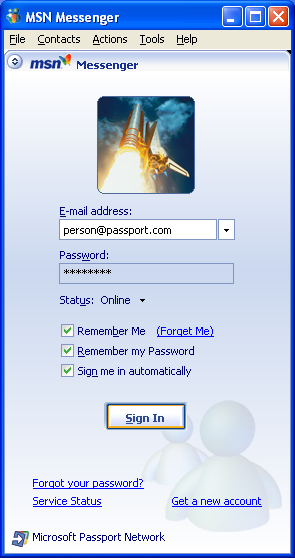 MSN Messenger
File Contacts Actions Tools Help
msn Messenger
E-mail address:
person@passport.com
Password:
********
Status: Online
Remember Me (Forget Me)
Remember my Password
Sign me in automatically
Sign In
Forgot your password?
Service Status Get a new account
Microsoft Passport Network